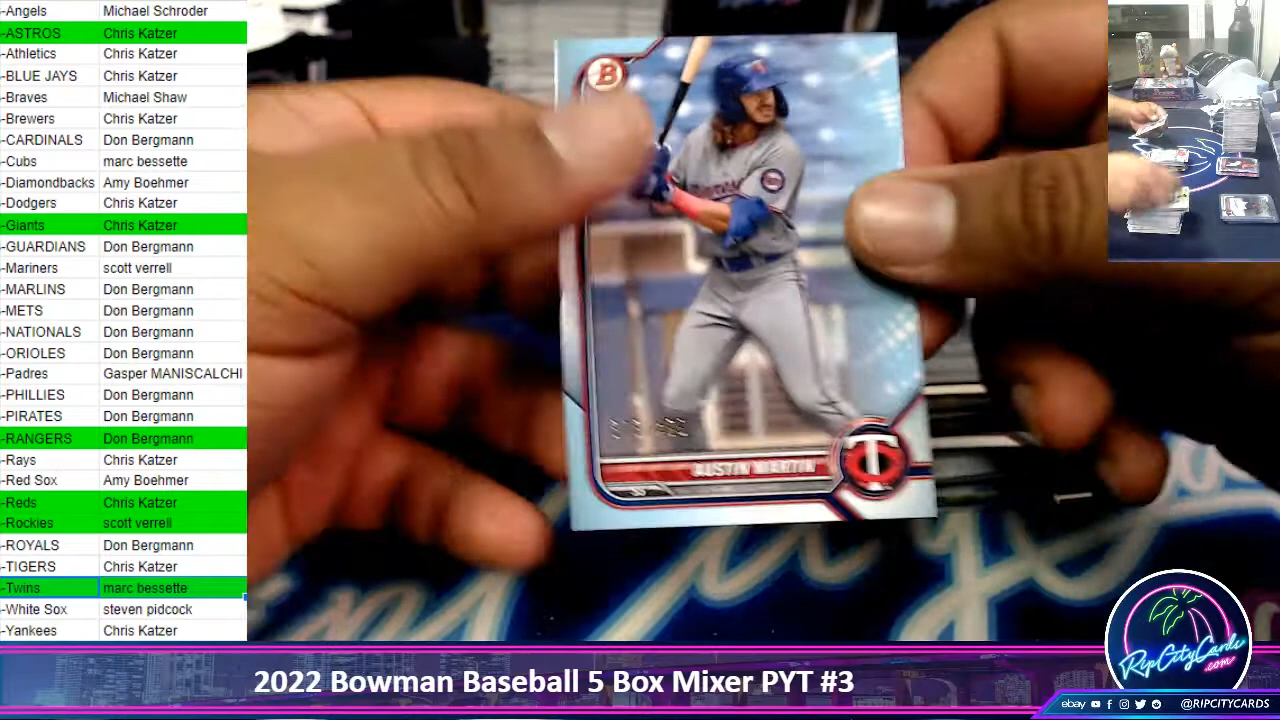 -Angels Michael Schroder
-ASTROS Chris Katzer
-Athletics Chris Katzer
-BLUE JAYS Chris Katzer
-Braves Michael Shaw
-Brewers Chris Katzer
-CARDINALS Don Bergmann
-Cubs marc bessette
-Diamondbacks Amy Boehmer
-Dodgers Chris Katzer
-Giants Chris Katzer
-GUARDIANS Don Bergmann
-Mariners scott verrell
-MARLINS Don Bergmann
-METS Don Bergmann
-NATIONALS Don Bergmann
-ORIOLES Don Bergmann
-Padres Gasper MANISCALCHI
-PHILLIES Don Bergmann
-PIRATES Don Bergmann
-RANGERS Don Bergmann
-Rays Chris Katzer
-Red Sox Amy Boehmer
-Reds Chris Katzer
-Rockies scott verrell
-ROYALS Don Bergmann
-TIGERS Chris Katzer
-Twins marc bessette
-White Sox steven pidcock
-Yankees Chris Katzer
B
AUSTIN MARTIN
TC
RipCityCards
.com
2022 Bowman Baseball 5 Box Mixer PYT #3
ebay @RIPCITYCARDS